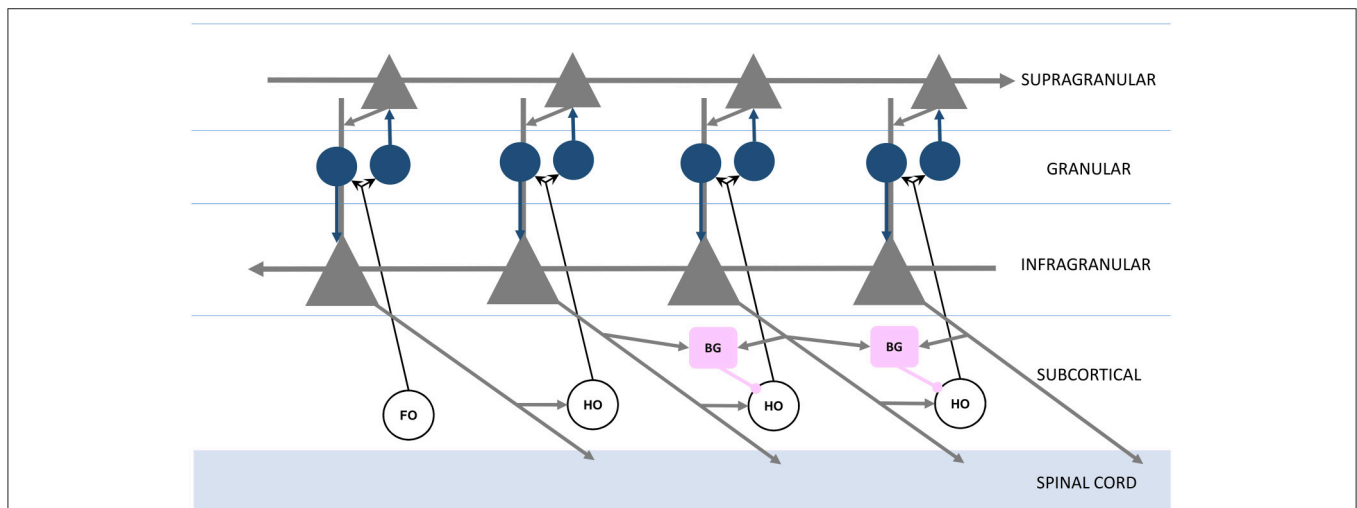 SUPRAGRANULAR
GRANULAR
INFRAGRANULAR
BG
BG
SUBCORTICAL
FO
HO
HO
HO
SPINAL CORD